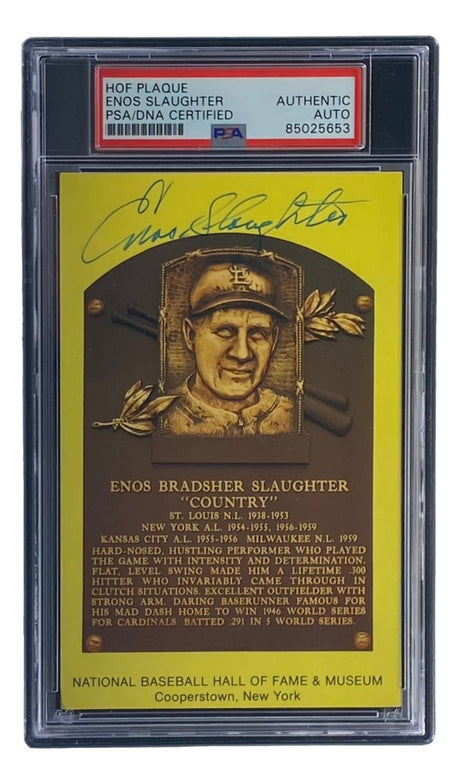 HOF PLAQUE
ENOS SLAUGHTER
PSA/DNA CERTIFIED
AUTHENTIC
AUTO
85025653
PSA
Enos Slaughter
STL
ENOS BRADSHER SLAUGHTER
"COUNTRY"
ST. LOUIS N.L. 1938-1953
NEW YORK A.L. 1954-1955, 1956-1959
KANSAS CITY A.L. 1955-1956 MILWAUKEE N.L. 1959
HARD-NOSED, HUSTLING PERFORMER WHO PLAYED
THE GAME WITH INTENSITY AND DETERMINATION.
FLAT, LEVEL SWING MADE HIM A LIFETIME .300
HITTER WHO INVARIABLY CAME THROUGH IN
CLUTCH SITUATIONS. EXCELLENT OUTFIELDER WITH
STRONG ARM. DARING BASERUNNER FAMOUS FOR
HIS MAD DASH HOME TO WIN 1946 WORLD SERIES
FOR CARDINALS. BATTED .291 IN 5 WORLD SERIES.
NATIONAL BASEBALL HALL OF FAME & MUSEUM
Cooperstown, New York